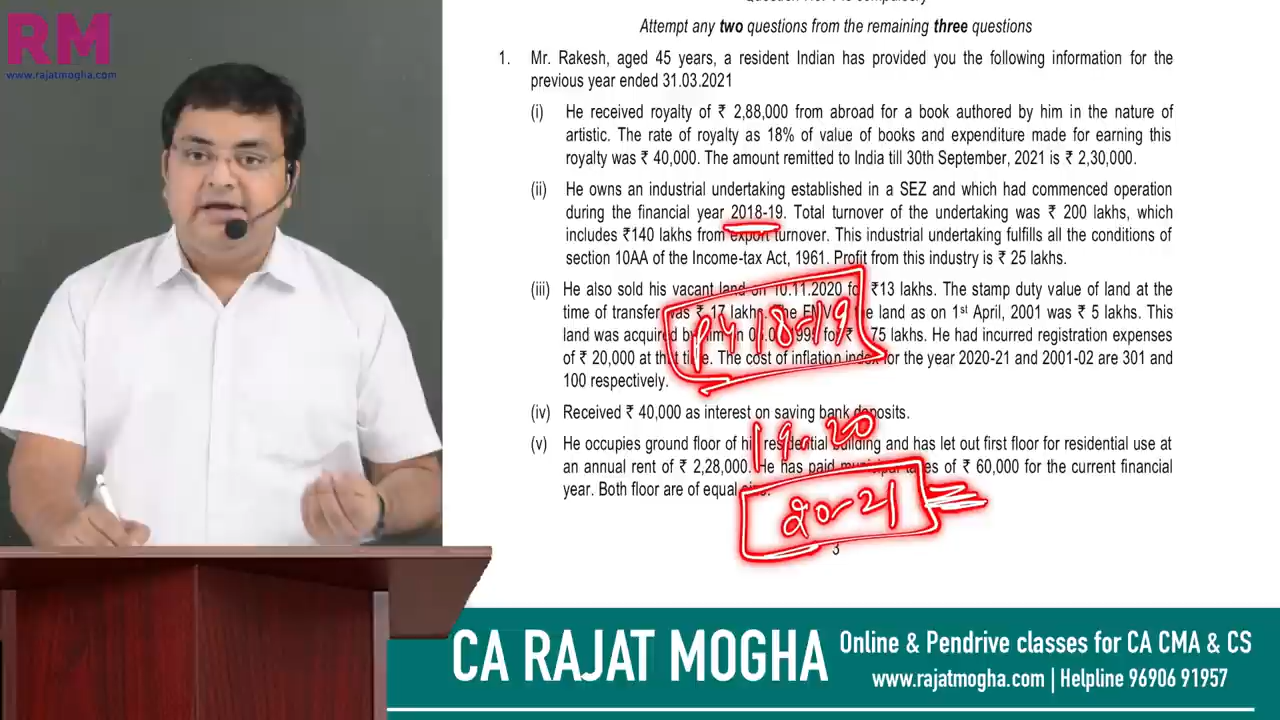 RM
www.rajatmogha.com
Attempt any two questions from the remaining three questions
1. Mr. Rakesh, aged 45 years, a resident Indian has provided you the following information for the
previous year ended 31.03.2021
(i) He received royalty of ₹ 2,88,000 from abroad for a book authored by him in the nature of
artistic. The rate of royalty as 18% of value of books and expenditure made for earning this
royalty was ₹ 40,000. The amount remitted to India till 30th September, 2021 is ₹ 2,30,000.
(ii) He owns an industrial undertaking established in a SEZ and which had commenced operation
during the financial year 2018-19. Total turnover of the undertaking was ₹ 200 lakhs, which
includes ₹140 lakhs from export turnover. This industrial undertaking fulfills all the conditions of
section 10AA of the Income-tax Act, 1961. Profit from this industry is ₹ 25 lakhs.
(iii) He also sold his vacant land on 10.11.2020 for ₹13 lakhs. The stamp duty value of land at the
time of transfer was ₹ 17 lakhs. The FMV the land as on 1st April, 2001 was ₹ 5 lakhs. This
land was acquired by him for 75 lakhs. He had incurred registration expenses
of ₹ 20,000 at that time. The cost of inflation index for the year 2020-21 and 2001-02 are 301 and
100 respectively.
PY 18-19
(iv) Received ₹ 40,000 as interest on saving bank deposits.
19-20
(v) He occupies ground floor of his residential building and has let out first floor for residential use at
an annual rent of ₹ 2,28,000. He has paid municipal taxes of ₹ 60,000 for the current financial
year. Both floor are of equal size.
20-21
3
CA RAJAT MOGHA
Online & Pendrive classes for CA CMA & CS
www.rajatmogha.com | Helpline 96906 91957